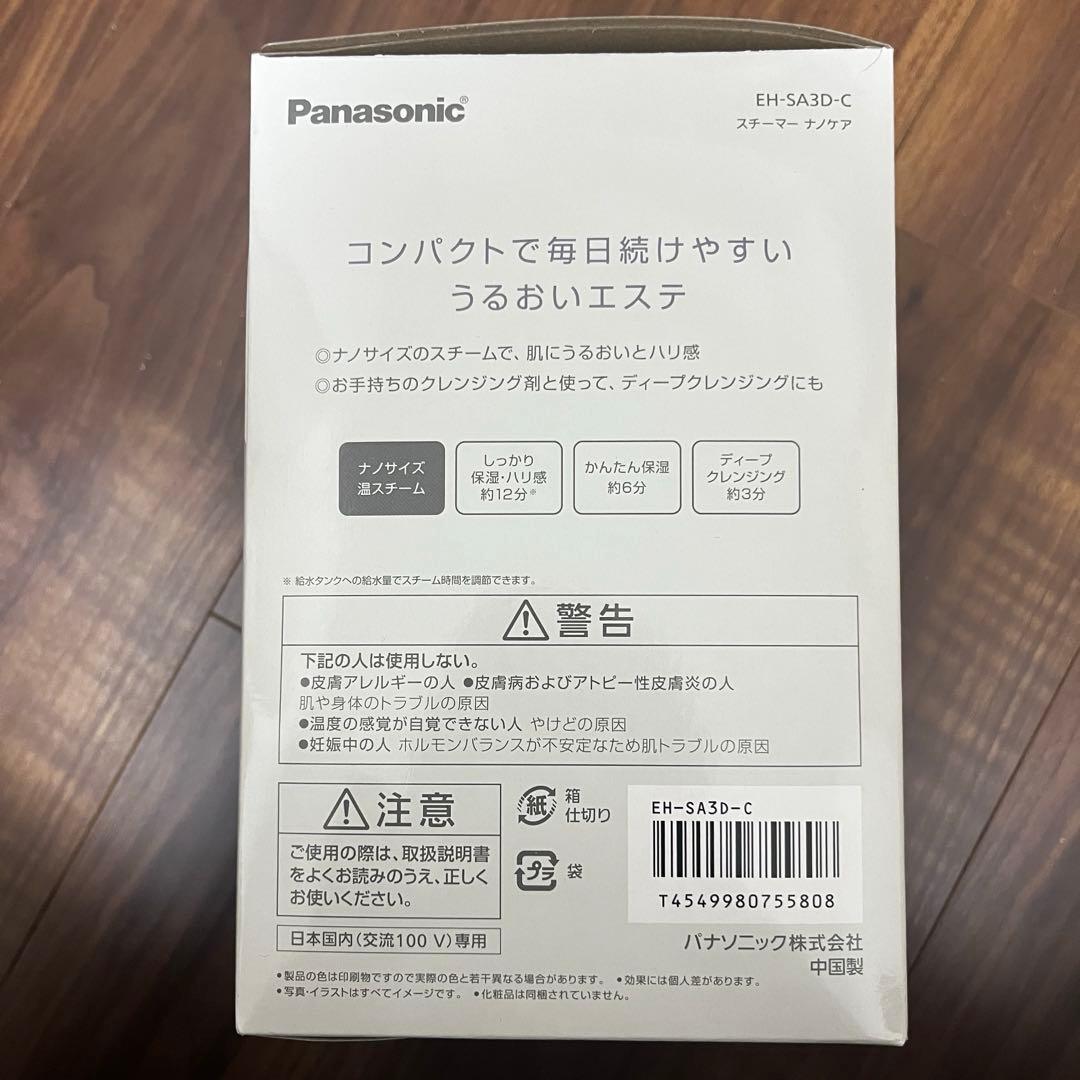 Panasonic®
EH-SA3D-C
スチーマー ナノケア
コンパクトで毎日続けやすい
うるおいエステ
◎ナノサイズのスチームで、肌にうるおいとハリ感
◎お手持ちのクレンジング剤と使って、ディープクレンジングにも
ナノサイズ
温スチーム
しっかり
保湿・ハリ感
約12分※
かんたん保湿
約6分
ディープ
クレンジング
約3分
※ 給水タンクへの給水量でスチーム時間を調節できます。
警告
下記の人は使用しない。
●皮膚アレルギーの人 ●皮膚病およびアトピー性皮膚炎の人
肌や身体のトラブルの原因
●温度の感覚が自覚できない人 やけどの原因
●妊娠中の人 ホルモンバランスが不安定なため肌トラブルの原因
注意
ご使用の際は、取扱説明書
をよくお読みのうえ、正しく
お使いください。
日本国内(交流100 V)専用
紙
箱
仕切り
プラ
袋
EH-SA3D-C
T4549980755808
パナソニック株式会社
中国製
●製品の色は印刷物ですので実際の色と若干異なる場合があります。 ●効果には個人差があります。
●写真・イラストはすべてイメージです。 ●化粧品は同梱されていません。